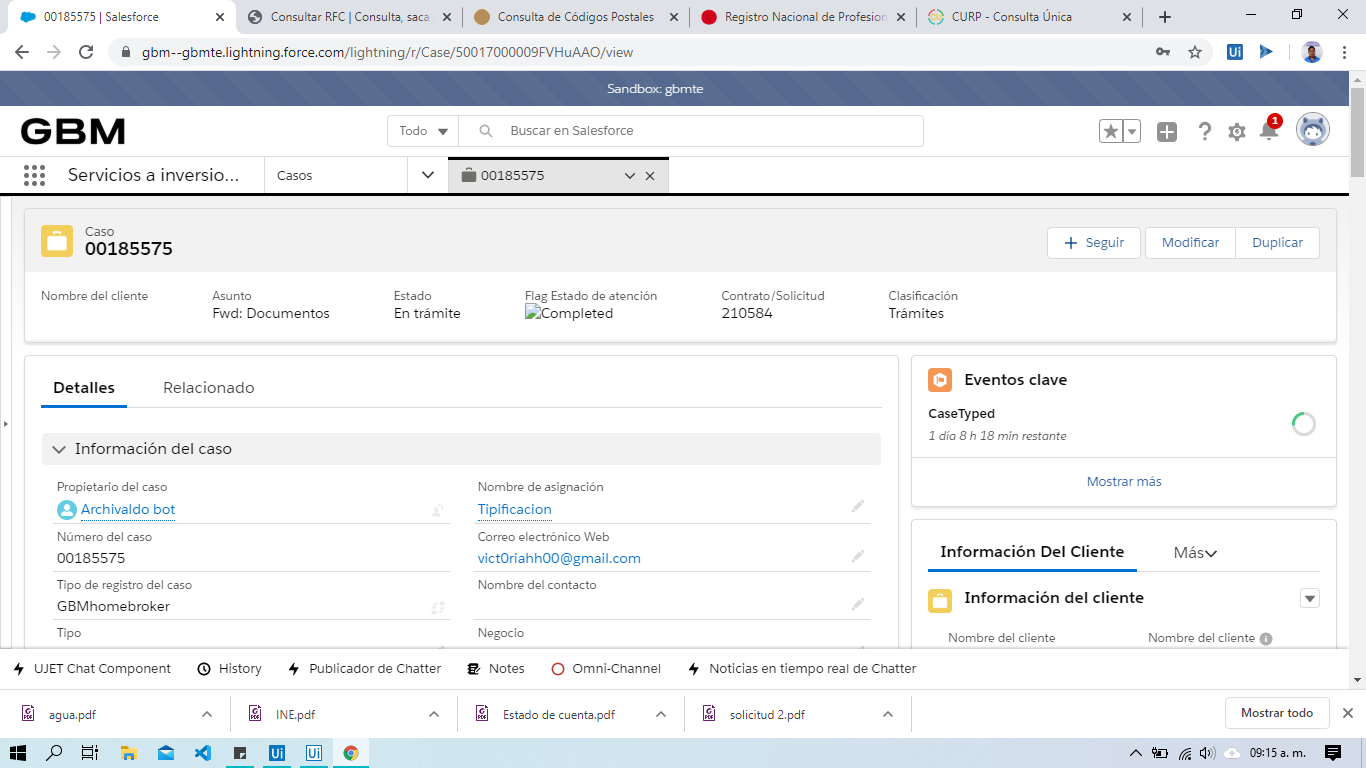 00185575 | Salesforce
Consultar RFC | Consulta, saca
Consulta de Códigos Postales
Registro Nacional de Profesion
CURP - Consulta Única
gbm--gbmte.lightning.force.com/lightning/r/Case/50017000009FVHuAAO/view
Sandbox: gbmte
GBM
Todo
Buscar en Salesforce
1
Servicios a inversio...
Casos
00185575
Caso
00185575
Seguir
Modificar
Duplicar
Nombre del cliente
Asunto
Estado
Flag Estado de atención
Contrato/Solicitud
Clasificación
Fwd: Documentos
En trámite
Completed
210584
Trámites
Detalles
Relacionado
Información del caso
Propietario del caso
Nombre de asignación
Archivaldo bot
Tipificacion
Número del caso
Correo electrónico Web
00185575
vict0riahh00@gmail.com
Tipo de registro del caso
Nombre del contacto
GBMhomebroker
Tipo
Negocio
Eventos clave
CaseTyped
1 día 8 h 18 min restante
Mostrar más
Información Del Cliente
Más
Información del cliente
Nombre del cliente
Nombre del cliente
UJET Chat Component
History
Publicador de Chatter
Notes
Omni-Channel
Noticias en tiempo real de Chatter
agua.pdf
INE.pdf
Estado de cuenta.pdf
solicitud 2.pdf
Mostrar todo
09:15 a. m.